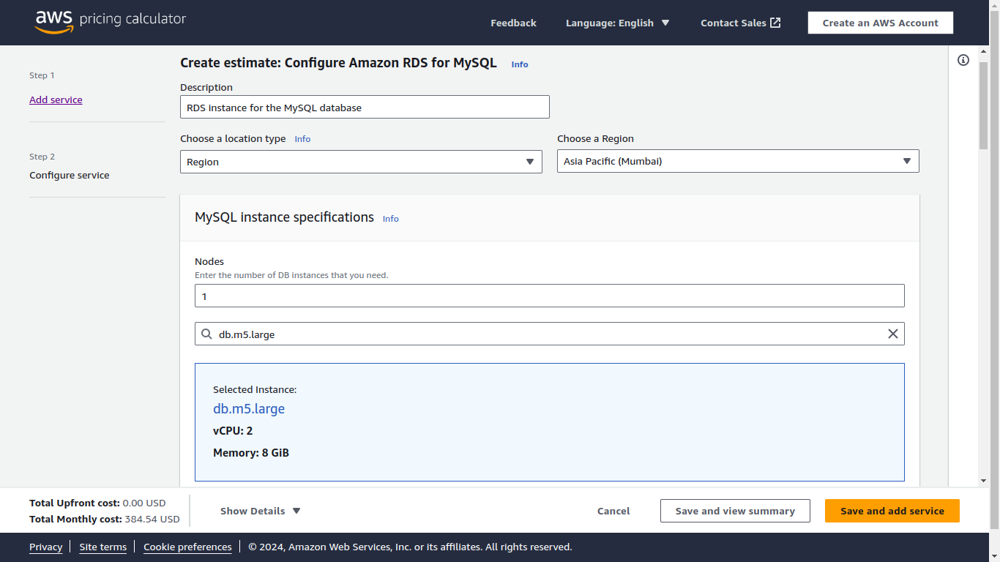 aws pricing calculator
Feedback
Language: English
Contact Sales
Create an AWS Account
Step 1
Add service
Step 2
Configure service
Create estimate: Configure Amazon RDS for MySQL Info
Description
RDS instance for the MySQL database
Choose a location type Info
Region
Choose a Region
Asia Pacific (Mumbai)
MySQL instance specifications Info
Nodes
Enter the number of DB instances that you need.
1
db.m5.large
Selected Instance:
db.m5.large
vCPU: 2
Memory: 8 GiB
Total Upfront cost: 0.00 USD
Total Monthly cost: 384.54 USD
Show Details
Cancel
Save and view summary
Save and add service
Privacy
Site terms
Cookie preferences
© 2024, Amazon Web Services, Inc. or its affiliates. All rights reserved.